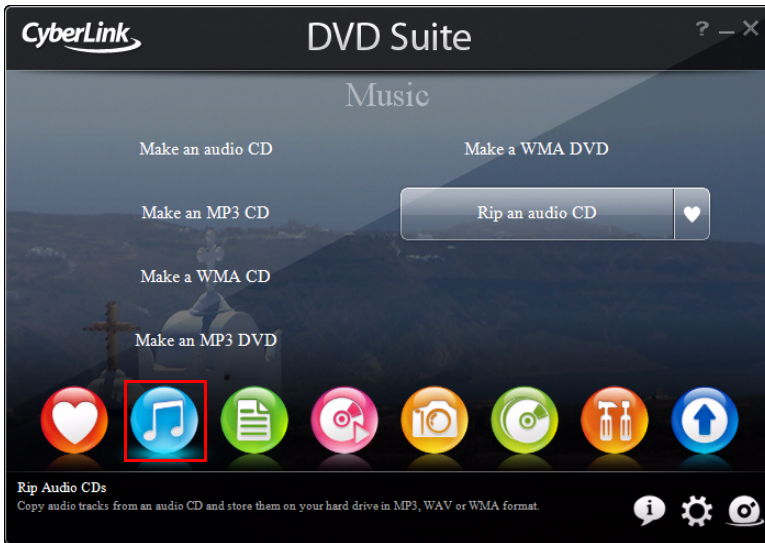 CyberLink
DVD Suite
? _ X
Music
Make an audio CD
Make a WMA DVD
Make an MP3 CD
Rip an audio CD
Make a WMA CD
Make an MP3 DVD
Rip Audio CDs
Copy audio tracks from an audio CD and store them on your hard drive in MP3, WAV or WMA format.